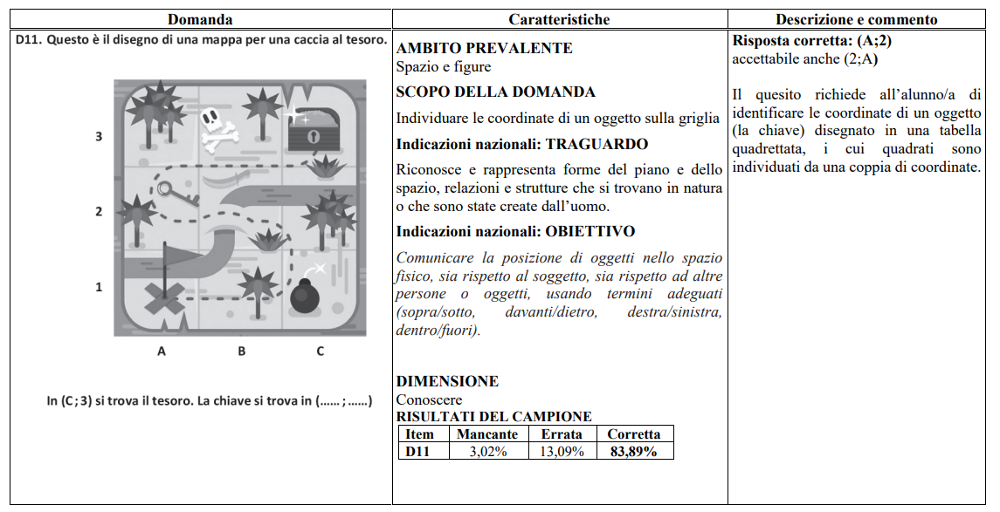 Domanda
Caratteristiche
Descrizione e commento
D11. Questo è il disegno di una mappa per una caccia al tesoro.
3
2
1
A
B
C
In (C; 3) si trova il tesoro. La chiave si trova in (...... ; ......)
AMBITO PREVALENTE
Spazio e figure
SCOPO DELLA DOMANDA
Individuare le coordinate di un oggetto sulla griglia
Indicazioni nazionali: TRAGUARDO
Riconosce e rappresenta forme del piano e dello
spazio, relazioni e strutture che si trovano in natura
o che sono state create dall’uomo.
Indicazioni nazionali: OBIETTIVO
Comunicare la posizione di oggetti nello spazio
fisico, sia rispetto al soggetto, sia rispetto ad altre
persone o oggetti, usando termini adeguati
(sopra/sotto, davanti/dietro, destra/sinistra,
dentro/fuori).
DIMENSIONE
Conoscere
RISULTATI DEL CAMPIONE
Item Mancante Errata Corretta
D11 3,02% 13,09% 83,89%
Risposta corretta: (A;2)
accettabile anche (2;A)
Il quesito richiede all’alunno/a di
identificare le coordinate di un oggetto
(la chiave) disegnato in una tabella
quadrettata, i cui quadrati sono
individuati da una coppia di coordinate.